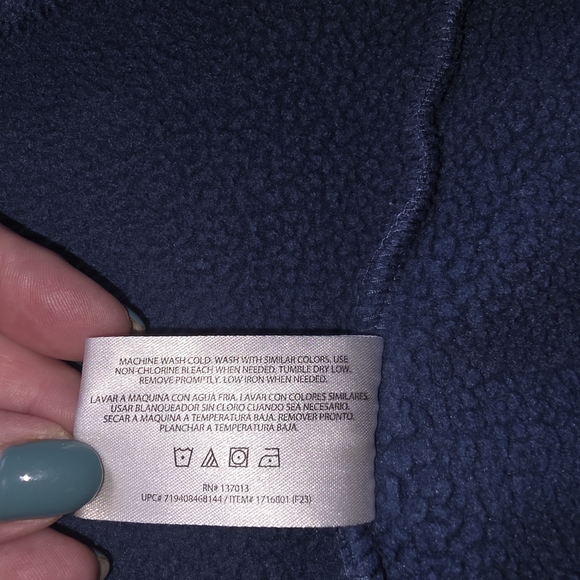 MACHINE WASH COLD. WASH WITH SIMILAR COLORS. USE
NON-CHLORINE BLEACH WHEN NEEDED. TUMBLE DRY LOW.
REMOVE PROMPTLY. LOW IRON WHEN NEEDED.
LAVAR A MAQUINA CON AGUA FRIA. LAVAR CON COLORES SIMILARES.
USAR BLANQUEADOR SIN CLORO CUANDO SEA NECESARIO.
SECAR A MAQUINA A TEMPERATURA BAJA. REMOVER PRONTO.
PLANCHAR A TEMPERATURA BAJA.
RN# 137013
UPC# 719408468144 / ITEM# 1716801 (F23)